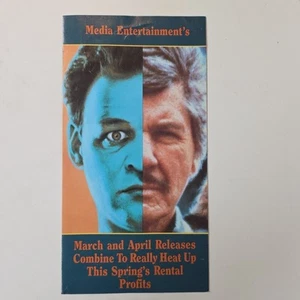 Media Entertainment's
March and April Releases
Combine To Really Heat Up
This Spring's Rental
Profits